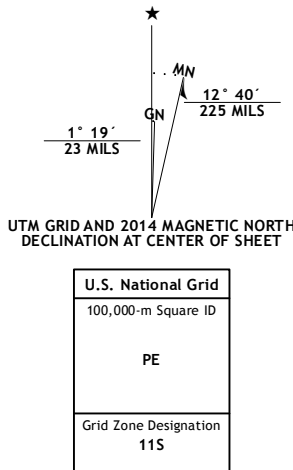 ★
MN
GN
12° 40´
225 MILS
1° 19´
23 MILS
UTM GRID AND 2014 MAGNETIC NORTH
DECLINATION AT CENTER OF SHEET
U.S. National Grid
100,000-m Square ID
PE
Grid Zone Designation
11S